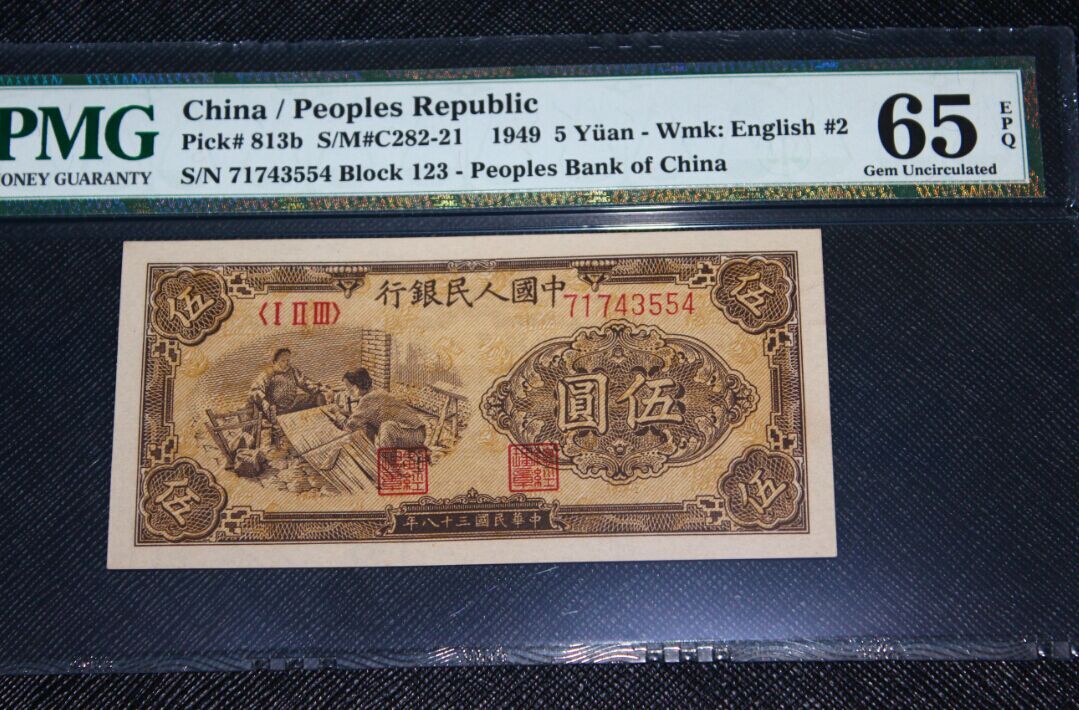 PMG
MONEY GUARANTY
China / Peoples Republic
Pick# 813b S/M#C282-21 1949 5 Yüan - Wmk: English #2
S/N 71743554 Block 123 - Peoples Bank of China
65
EPQ
Gem Uncirculated
行銀民人國中
伍
伍
〈I II III〉
71743554
圓伍
伍
伍
年八十三國民華中